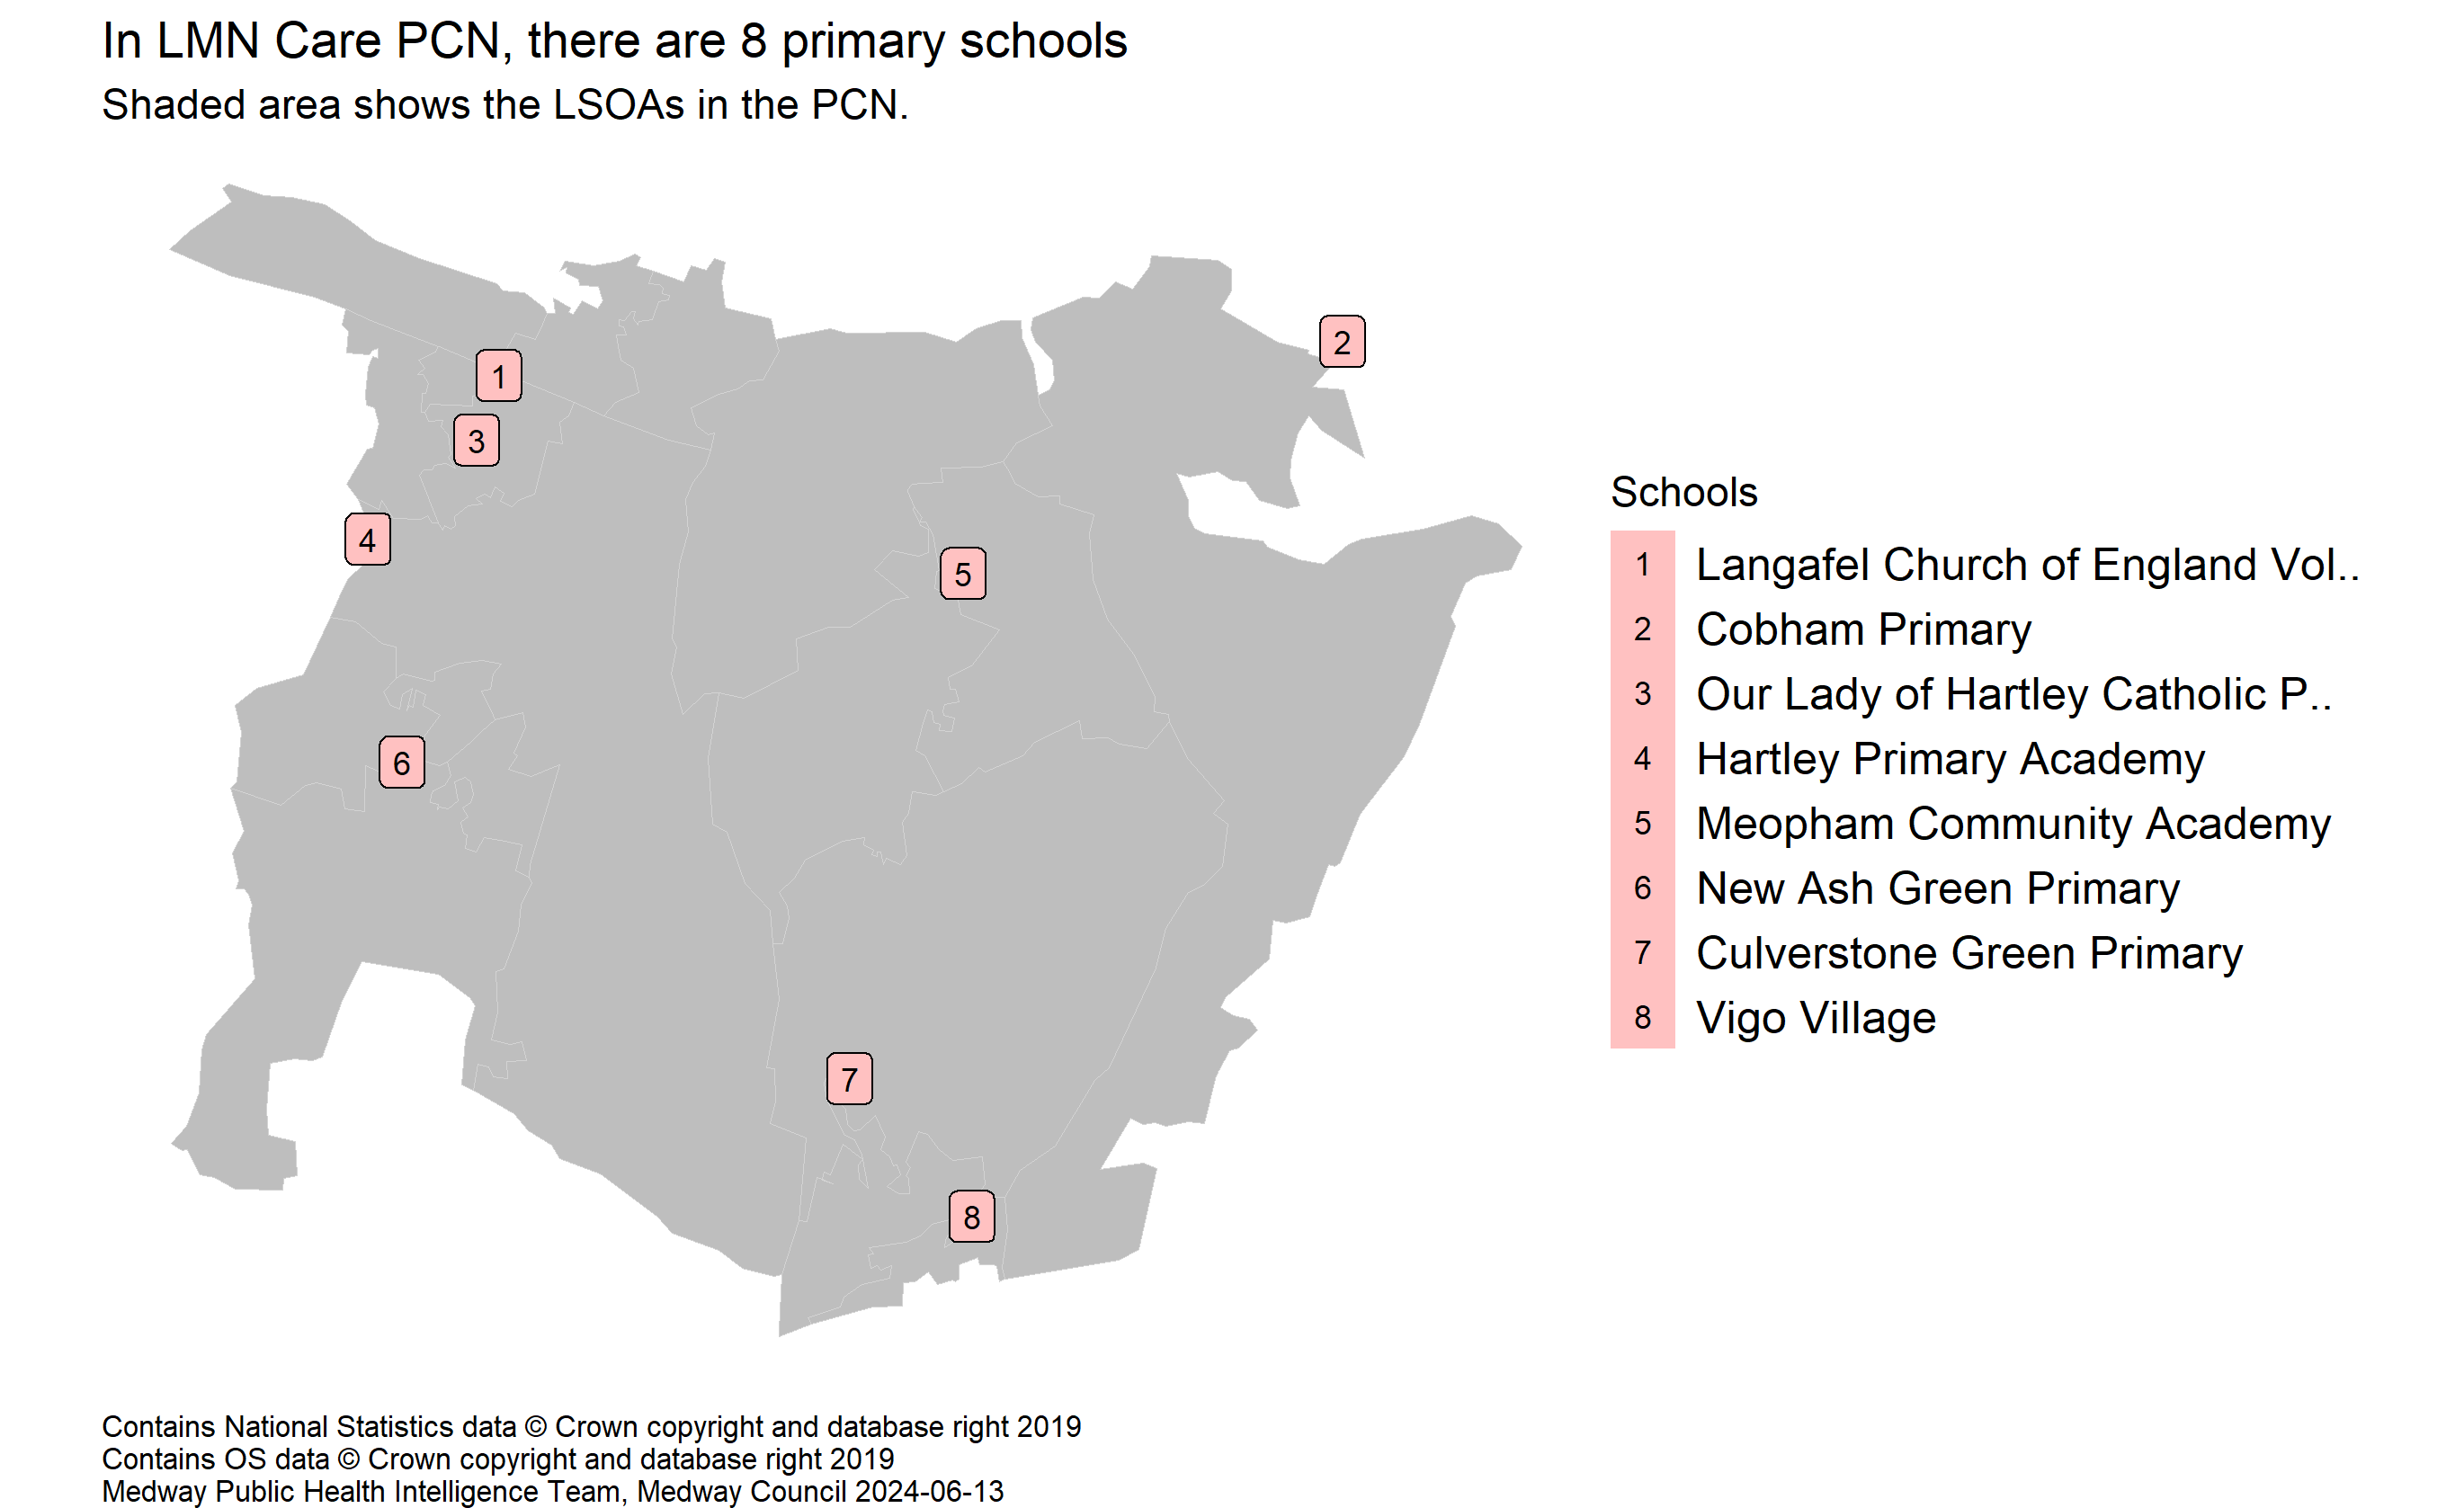 In LMN Care PCN, there are 8 primary schools
Shaded area shows the LSOAs in the PCN.
2
1
3
4
5
6
7
8
Schools
1 Langafel Church of England Vol..
2 Cobham Primary
3 Our Lady of Hartley Catholic P..
4 Hartley Primary Academy
5 Meopham Community Academy
6 New Ash Green Primary
7 Culverstone Green Primary
8 Vigo Village
Contains National Statistics data © Crown copyright and database right 2019
Contains OS data © Crown copyright and database right 2019
Medway Public Health Intelligence Team, Medway Council 2024-06-13